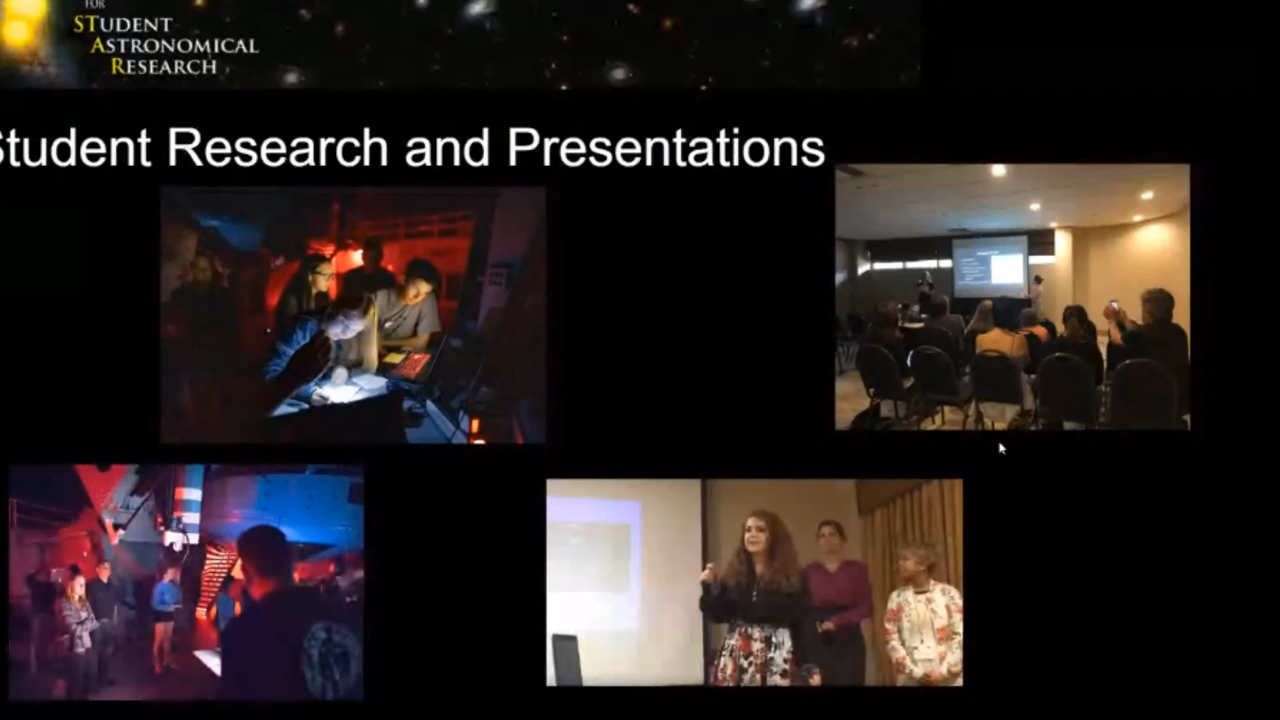 FOR
STUDENT
ASTRONOMICAL
RESEARCH
Student Research and Presentations